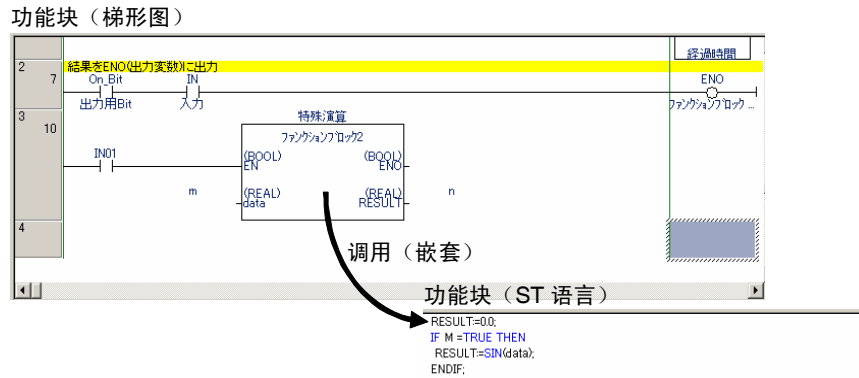 功能块（梯形图）
経過時間
2
結果をENO(出力変数)に出力
7
On_Bit
IN
ENO
出力用Bit
入力
ファンクションブロック ...
3
特殊演算
10
ファンクションブロック2
IN01
(BOOL)
(BOOL)
EN
ENO
m
(REAL)
(REAL)
n
data
RESULT
4
调用（嵌套）
功能块（ST 语言）
RESULT:=0.0;
IF M =TRUE THEN
RESULT:=SIN(data);
ENDIF;